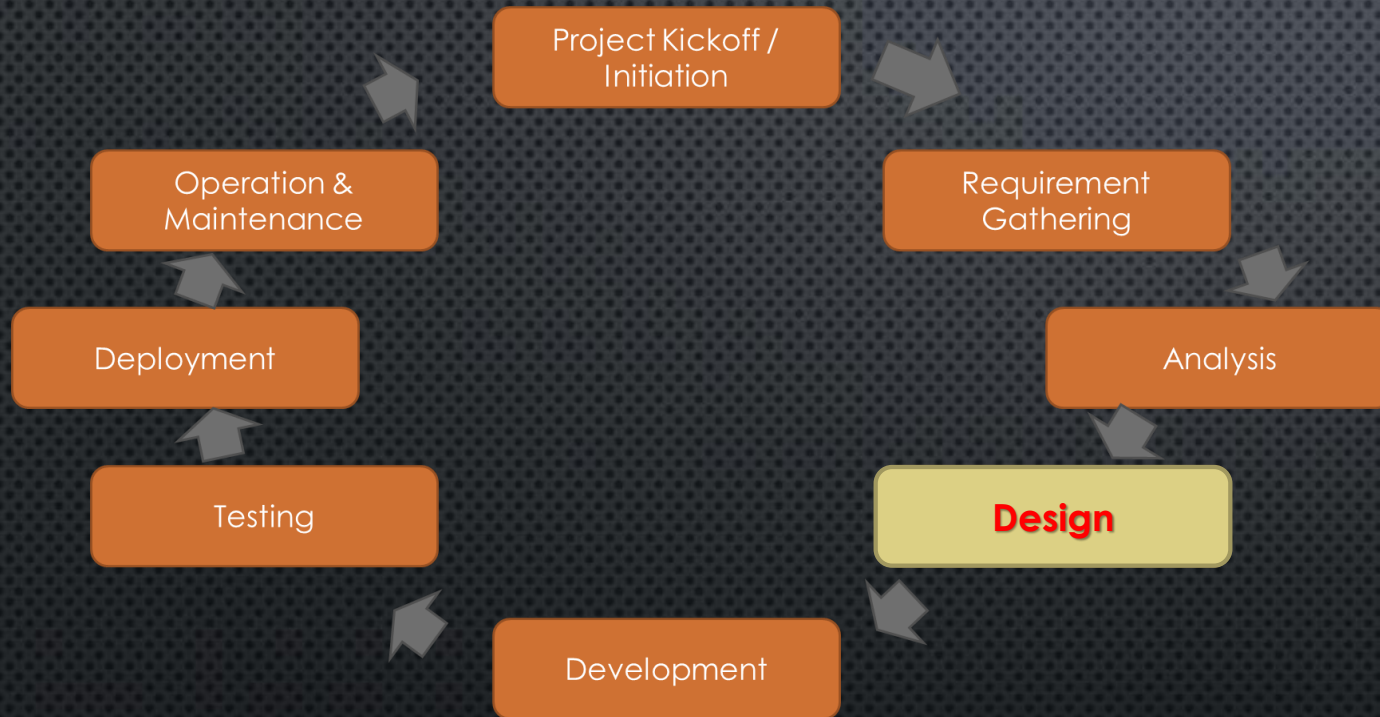 Project Kickoff /
Initiation
Requirement
Gathering
Analysis
Design
Development
Testing
Deployment
Operation &
Maintenance